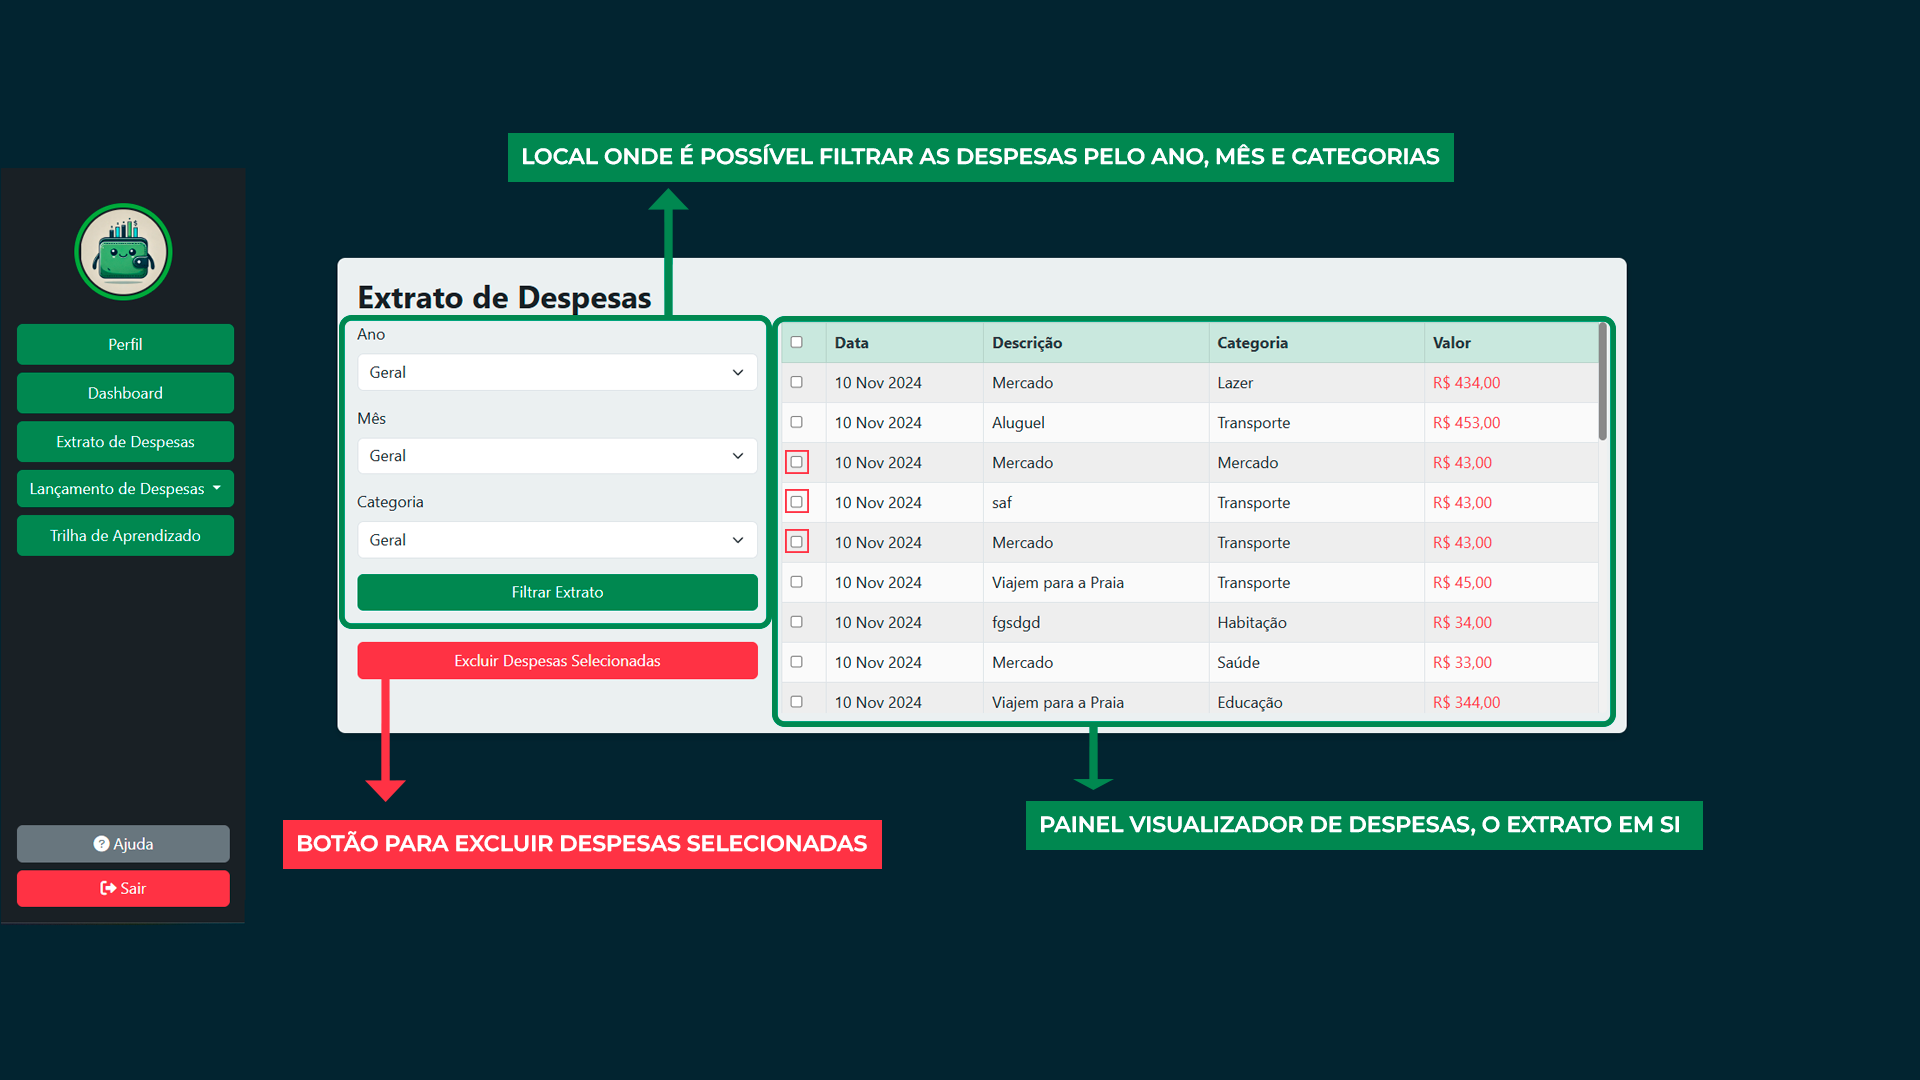 LOCAL ONDE É POSSÍVEL FILTRAR AS DESPESAS PELO ANO, MÊS E CATEGORIAS
Perfil
Dashboard
Extrato de Despesas
Lançamento de Despesas
Trilha de Aprendizado
Ajuda
Sair
Extrato de Despesas
Ano
Geral
Mês
Geral
Categoria
Geral
Filtrar Extrato
Excluir Despesas Selecionadas
Data Descrição Categoria Valor
10 Nov 2024 Mercado Lazer R$ 434,00
10 Nov 2024 Aluguel Transporte R$ 453,00
10 Nov 2024 Mercado Mercado R$ 43,00
10 Nov 2024 saf Transporte R$ 43,00
10 Nov 2024 Mercado Transporte R$ 43,00
10 Nov 2024 Viajem para a Praia Transporte R$ 45,00
10 Nov 2024 fgsdgd Habitação R$ 34,00
10 Nov 2024 Mercado Saúde R$ 33,00
10 Nov 2024 Viajem para a Praia Educação R$ 344,00
BOTÃO PARA EXCLUIR DESPESAS SELECIONADAS
PAINEL VISUALIZADOR DE DESPESAS, O EXTRATO EM SI